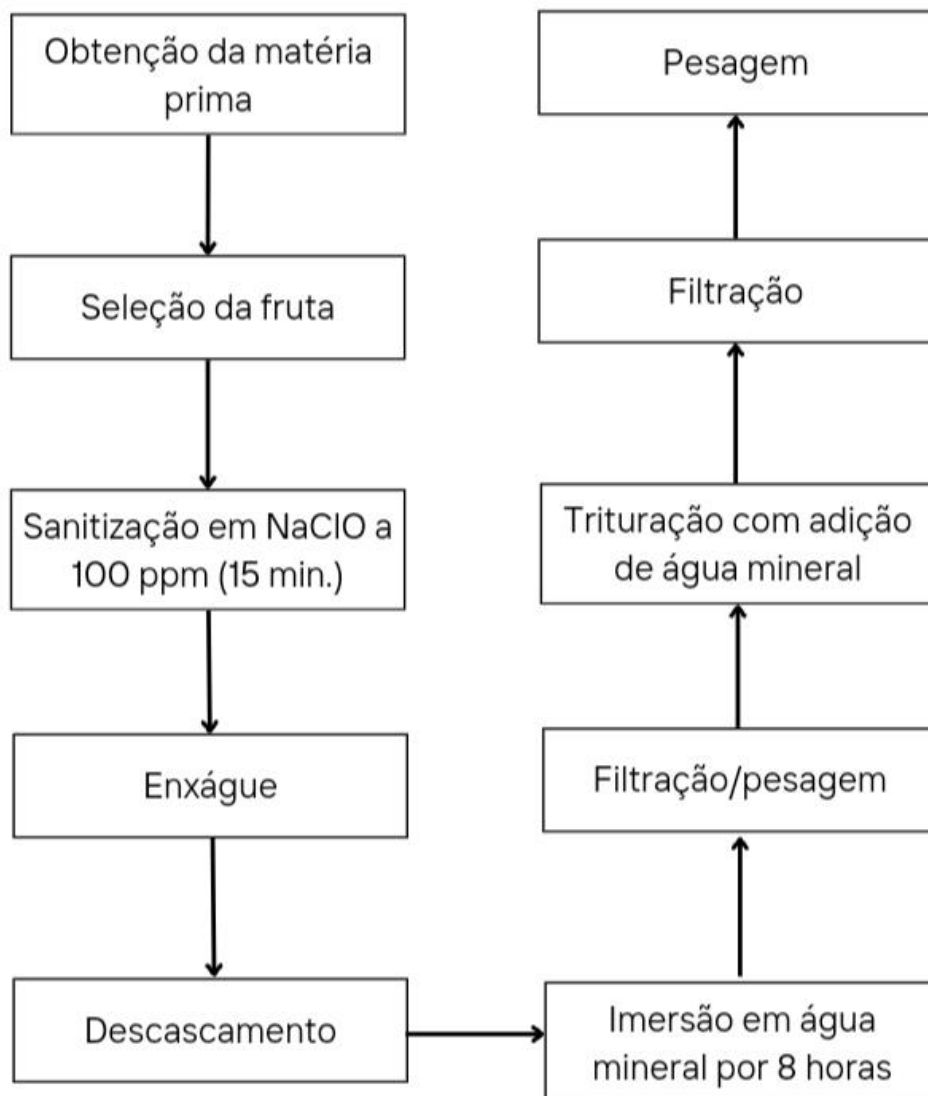 Obtenção da matéria
prima
Seleção da fruta
Sanitização em NaClO a
100 ppm (15 min.)
Enxágue
Descascamento
Imersão em água
mineral por 8 horas
Filtração/pesagem
Trituração com adição
de água mineral
Filtração
Pesagem